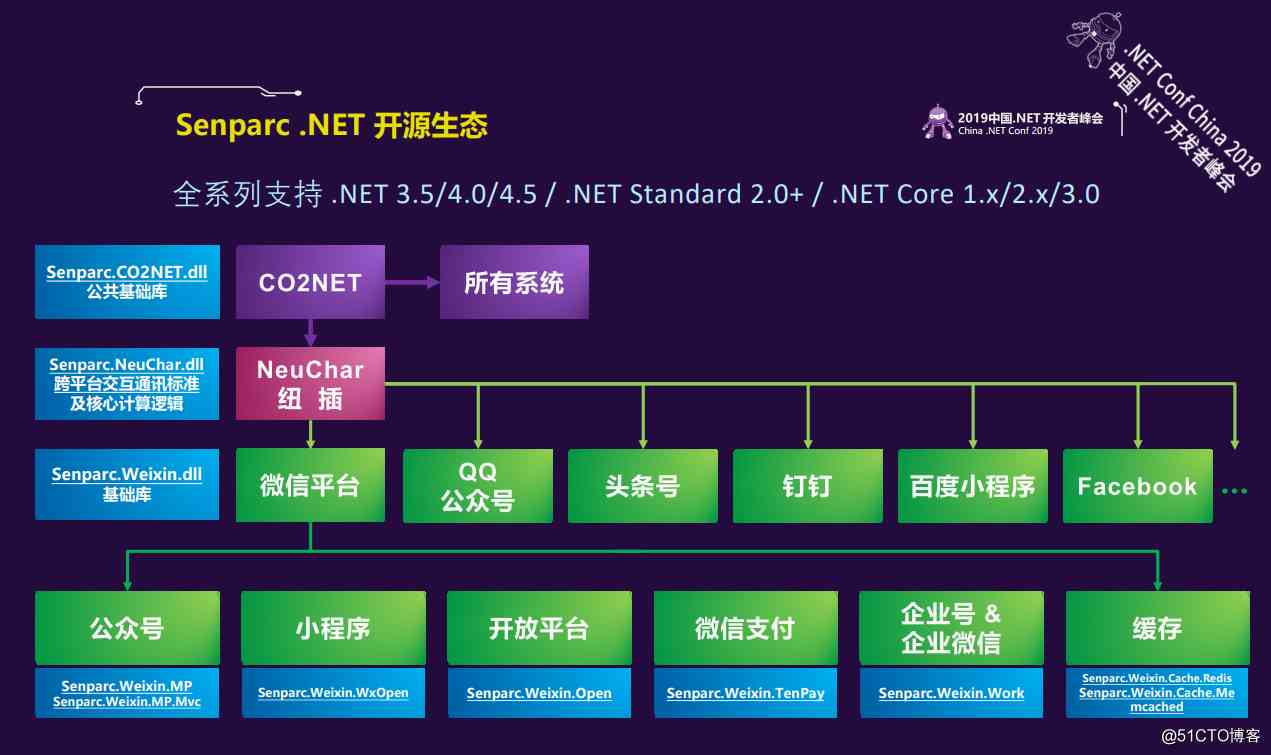 .NET Conf China 2019
中国 .NET 开发者峰会
Senparc .NET 开源生态
2019中国.NET 开发者峰会
China .NET Conf 2019
全系列支持 .NET 3.5/4.0/4.5 / .NET Standard 2.0+ / .NET Core 1.x/2.x/3.0
Senparc.CO2NET.dll
公共基础库
CO2NET
所有系统
Senparc.NeuChar.dll
跨平台交互通讯标准
及核心计算逻辑
NeuChar
纽 插
Senparc.Weixin.dll
基础库
微信平台
QQ
公众号
头条号
钉钉
百度小程序
Facebook
...
公众号
小程序
开放平台
微信支付
企业号 &
企业微信
缓存
Senparc.Weixin.MP
Senparc.Weixin.MP.Mvc
Senparc.Weixin.WxOpen
Senparc.Weixin.Open
Senparc.Weixin.TenPay
Senparc.Weixin.Work
Senparc.Weixin.Cache.Redis
Senparc.Weixin.Cache.Me
mcached
@51CTO博客